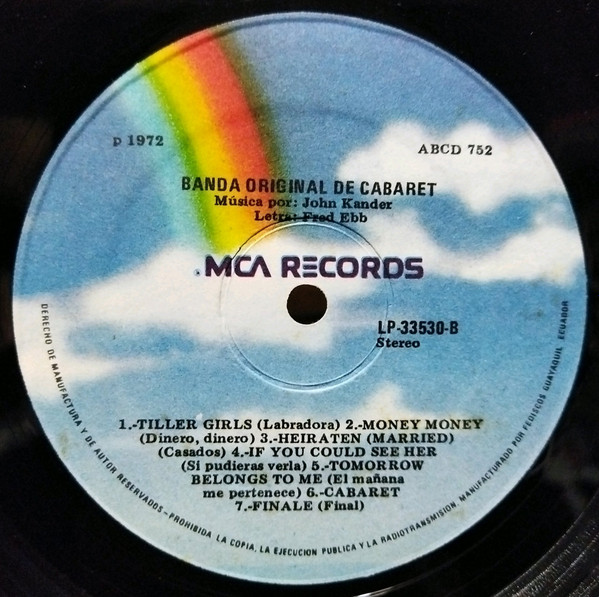 p 1972
ABCD 752
BANDA ORIGINAL DE CABARET
Música por: John Kander
Letra: Fred Ebb
.MCA RECORDS
LP-33530-B
Stereo
1.-TILLER GIRLS (Labradora) 2.-MONEY MONEY
(Dinero, dinero) 3.-HEIRATEN (MARRIED)
(Casados) 4.-IF YOU COULD SEE HER
(Si pudieras verla) 5.-TOMORROW
BELONGS TO ME (El mañana
me pertenece) 6.-CABARET
7.-FINALE (Final)
DERECHO DE MANUFACTURA Y DE AUTOR RESERVADOS-PROHIBIDA LA COPIA, LA EJECUCION PUBLICA Y LA RADIOTRANSMISION. MANUFACTURADO POR FEDISCOS GUAYAQUIL ECUADOR